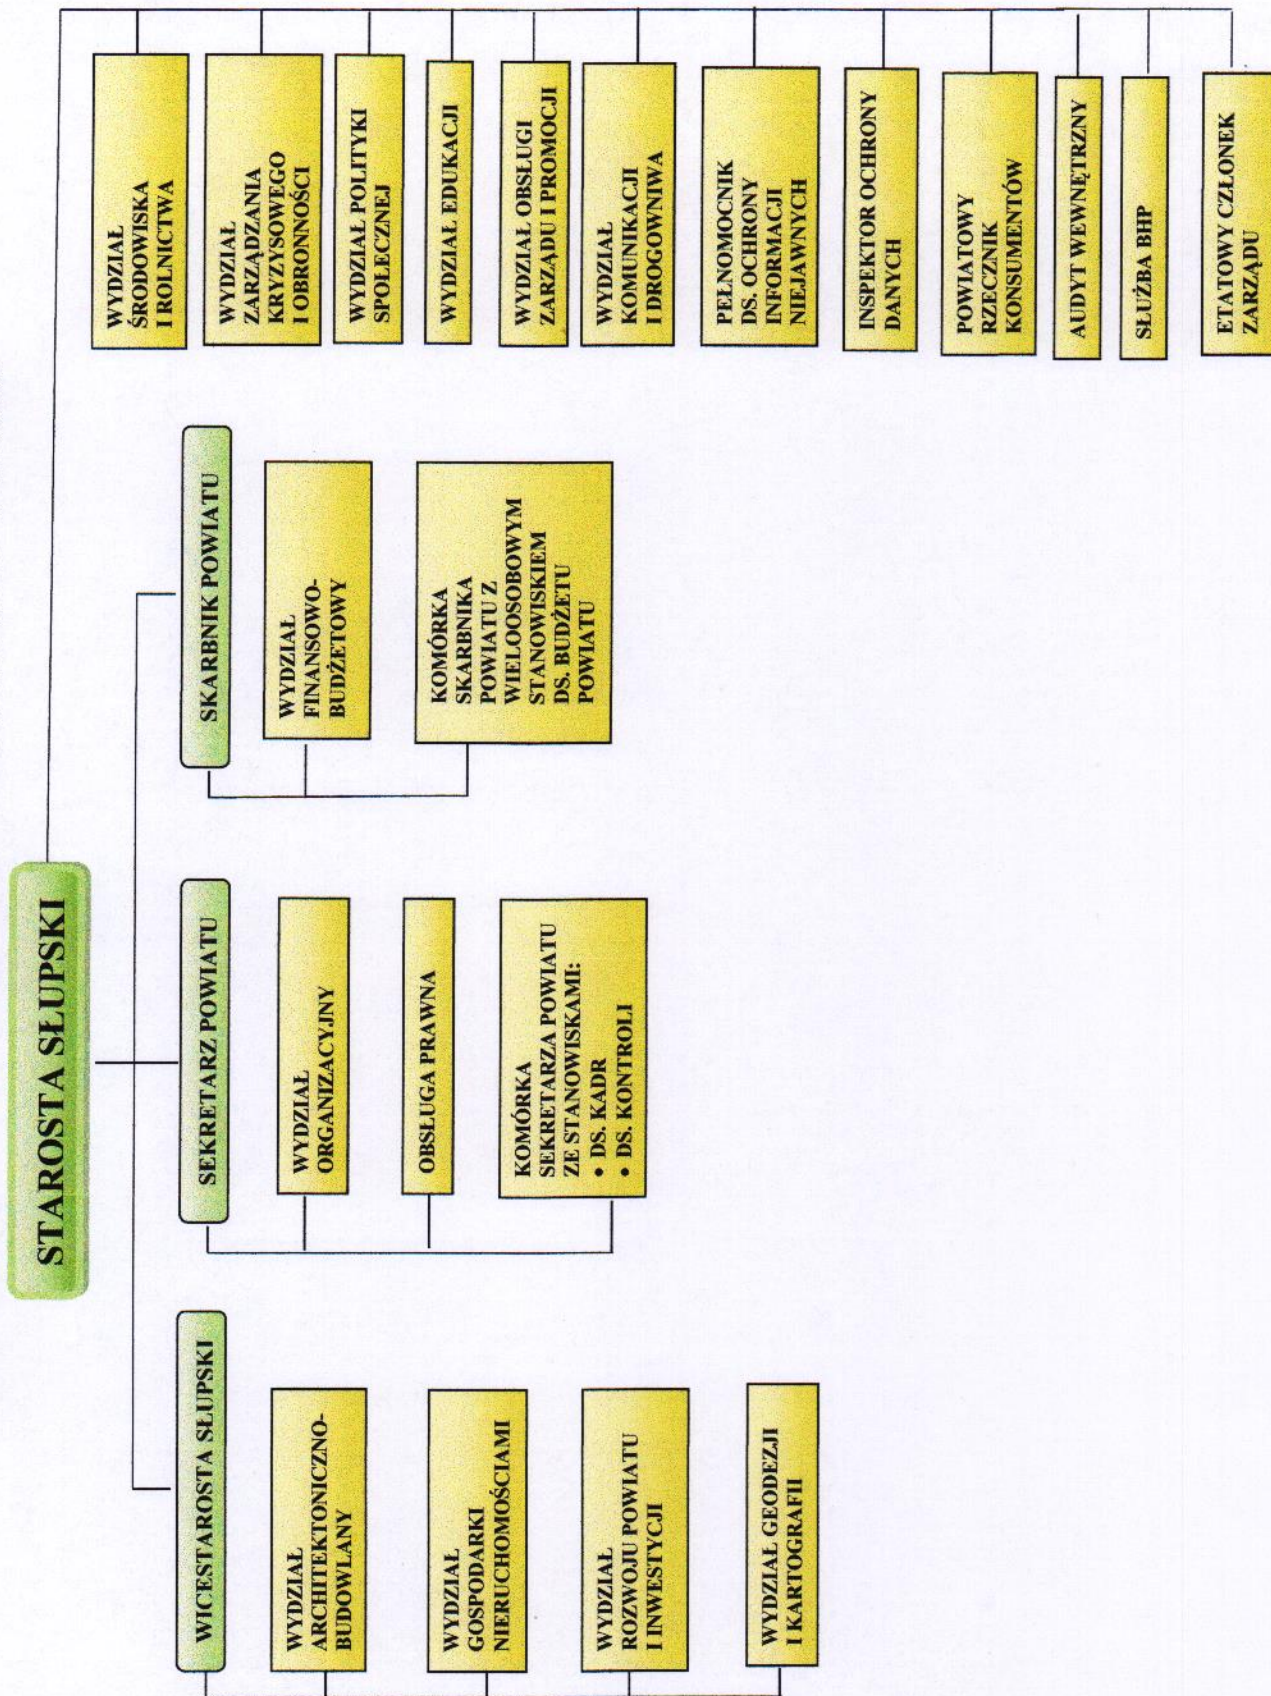 STAROSTA SŁUPSKI
WICESTAROSTA SŁUPSKI
WYDZIAŁ
ARCHITEKTONICZNO-
BUDOWLANY
WYDZIAŁ
GOSPODARKI
NIERUCHOMOŚCIAMI
WYDZIAŁ
ROZWOJU POWIATU
I INWESTYCJI
WYDZIAŁ GEODEZJI
I KARTOGRAFII
SEKRETARZ POWIATU
WYDZIAŁ
ORGANIZACYJNY
OBSŁUGA PRAWNA
KOMÓRKA
SEKRETARZA POWIATU
ZE STANOWISKAMI:
• DS. KADR
• DS. KONTROLI
SKARBNIK POWIATU
WYDZIAŁ
FINANSOWO-
BUDŻETOWY
KOMÓRKA
SKARBNIKA
POWIATU Z
WIELOOSOBOWYM
STANOWISKIEM
DS. BUDŻETU
POWIATU
WYDZIAŁ
ŚRODOWISKA
I ROLNICTWA
WYDZIAŁ
ZARZĄDZANIA
KRYZYSOWEGO
I OBRONNOŚCI
WYDZIAŁ POLITYKI
SPOŁECZNEJ
WYDZIAŁ EDUKACJI
WYDZIAŁ OBSŁUGI
ZARZĄDU I PROMOCJI
WYDZIAŁ
KOMUNIKACJI
I DROGOWNIWA
PEŁNOMOCNIK
DS. OCHRONY
INFORMACJI
NIEJAWNYCH
INSPEKTOR OCHRONY
DANYCH
POWIATOWY
RZECZNIK
KONSUMENTÓW
AUDYT WEWNĘTRZNY
SŁUŻBA BHP
ETATOWY CZŁONEK
ZARZĄDU